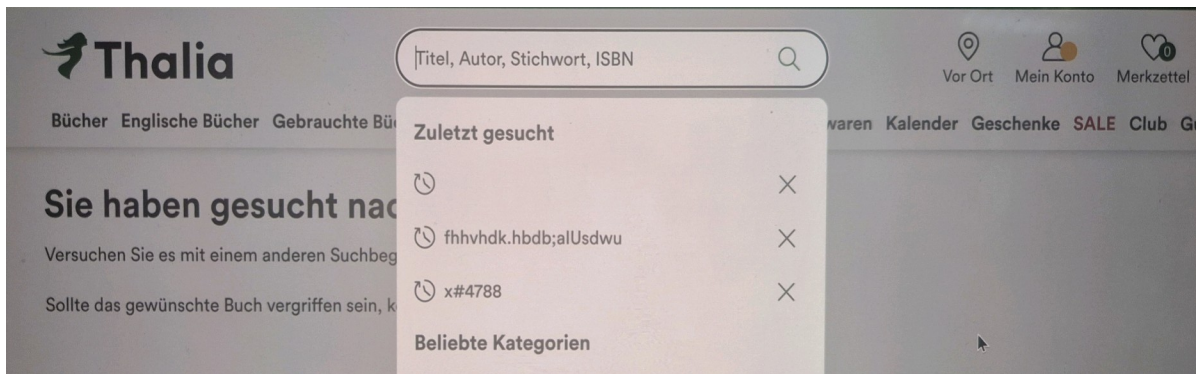 Thalia
Titel, Autor, Stichwort, ISBN
Vor Ort Mein Konto Merkzettel
0
Bücher Englische Bücher Gebrauchte Bü waren Kalender Geschenke SALE Club G
Zuletzt gesucht
fhhvhdk.hbdb;alUsdwu
x#4788
Beliebte Kategorien
Sie haben gesucht nac
Versuchen Sie es mit einem anderen Suchbeg
Sollte das gewünschte Buch vergriffen sein, k